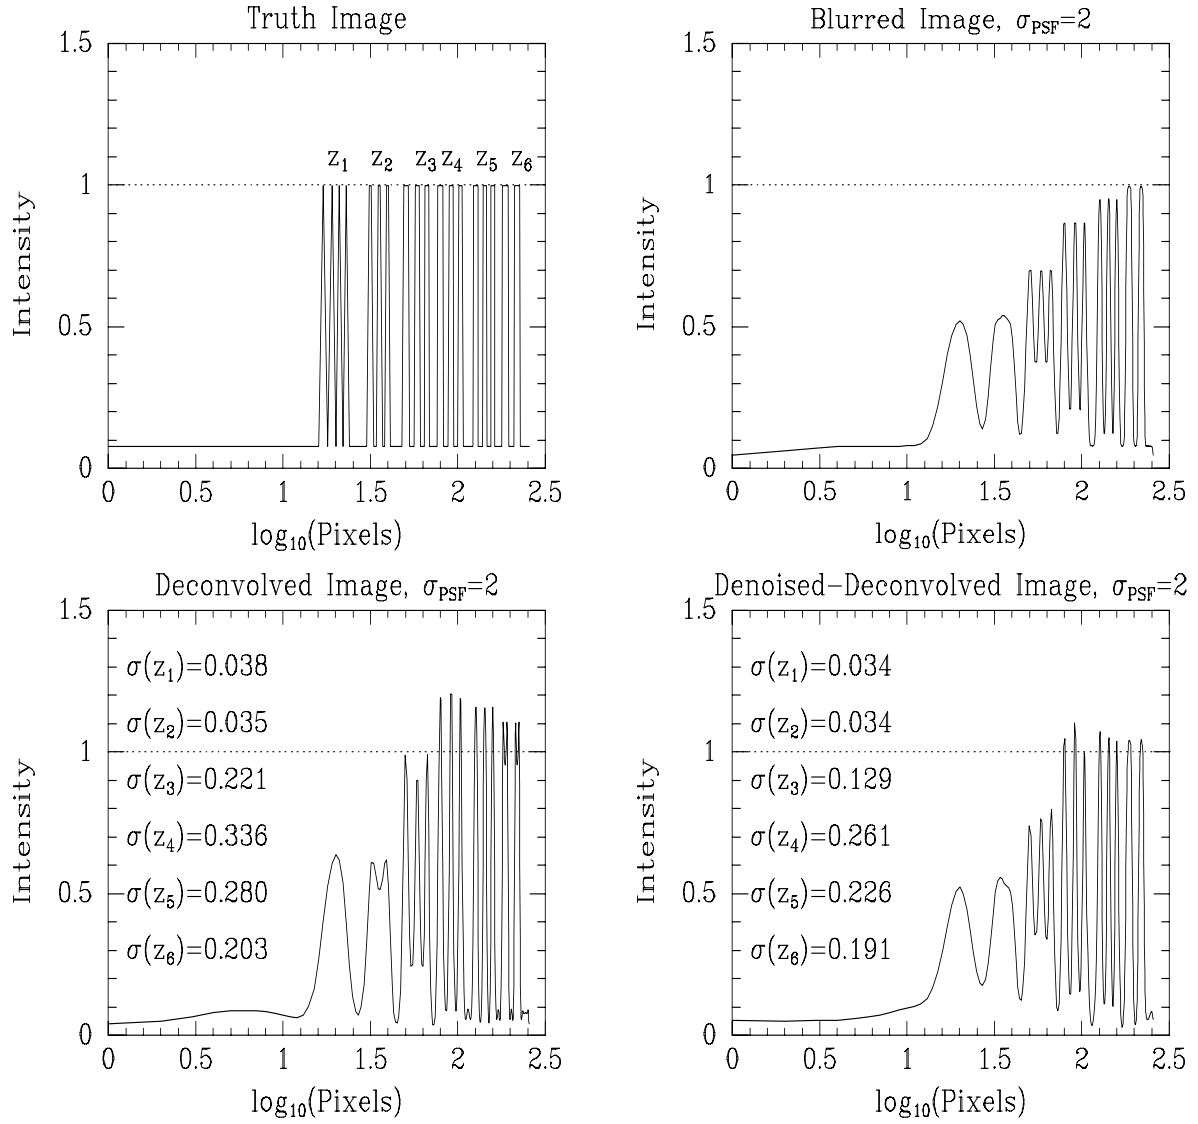 Truth Image
1.5
1
0.5
0
Intensity
z₁ z₂ z₃ z₄ z₅ z₆
0 0.5 1 1.5 2 2.5
log₁₀(Pixels)
Blurred Image, σPSF=2
1.5
1
0.5
0
Intensity
0 0.5 1 1.5 2 2.5
log₁₀(Pixels)
Deconvolved Image, σPSF=2
1.5
1
0.5
0
Intensity
σ(z₁)=0.038
σ(z₂)=0.035
σ(z₃)=0.221
σ(z₄)=0.336
σ(z₅)=0.280
σ(z₆)=0.203
0 0.5 1 1.5 2 2.5
log₁₀(Pixels)
Denoised-Deconvolved Image, σPSF=2
1.5
1
0.5
0
Intensity
σ(z₁)=0.034
σ(z₂)=0.034
σ(z₃)=0.129
σ(z₄)=0.261
σ(z₅)=0.226
σ(z₆)=0.191
0 0.5 1 1.5 2 2.5
log₁₀(Pixels)